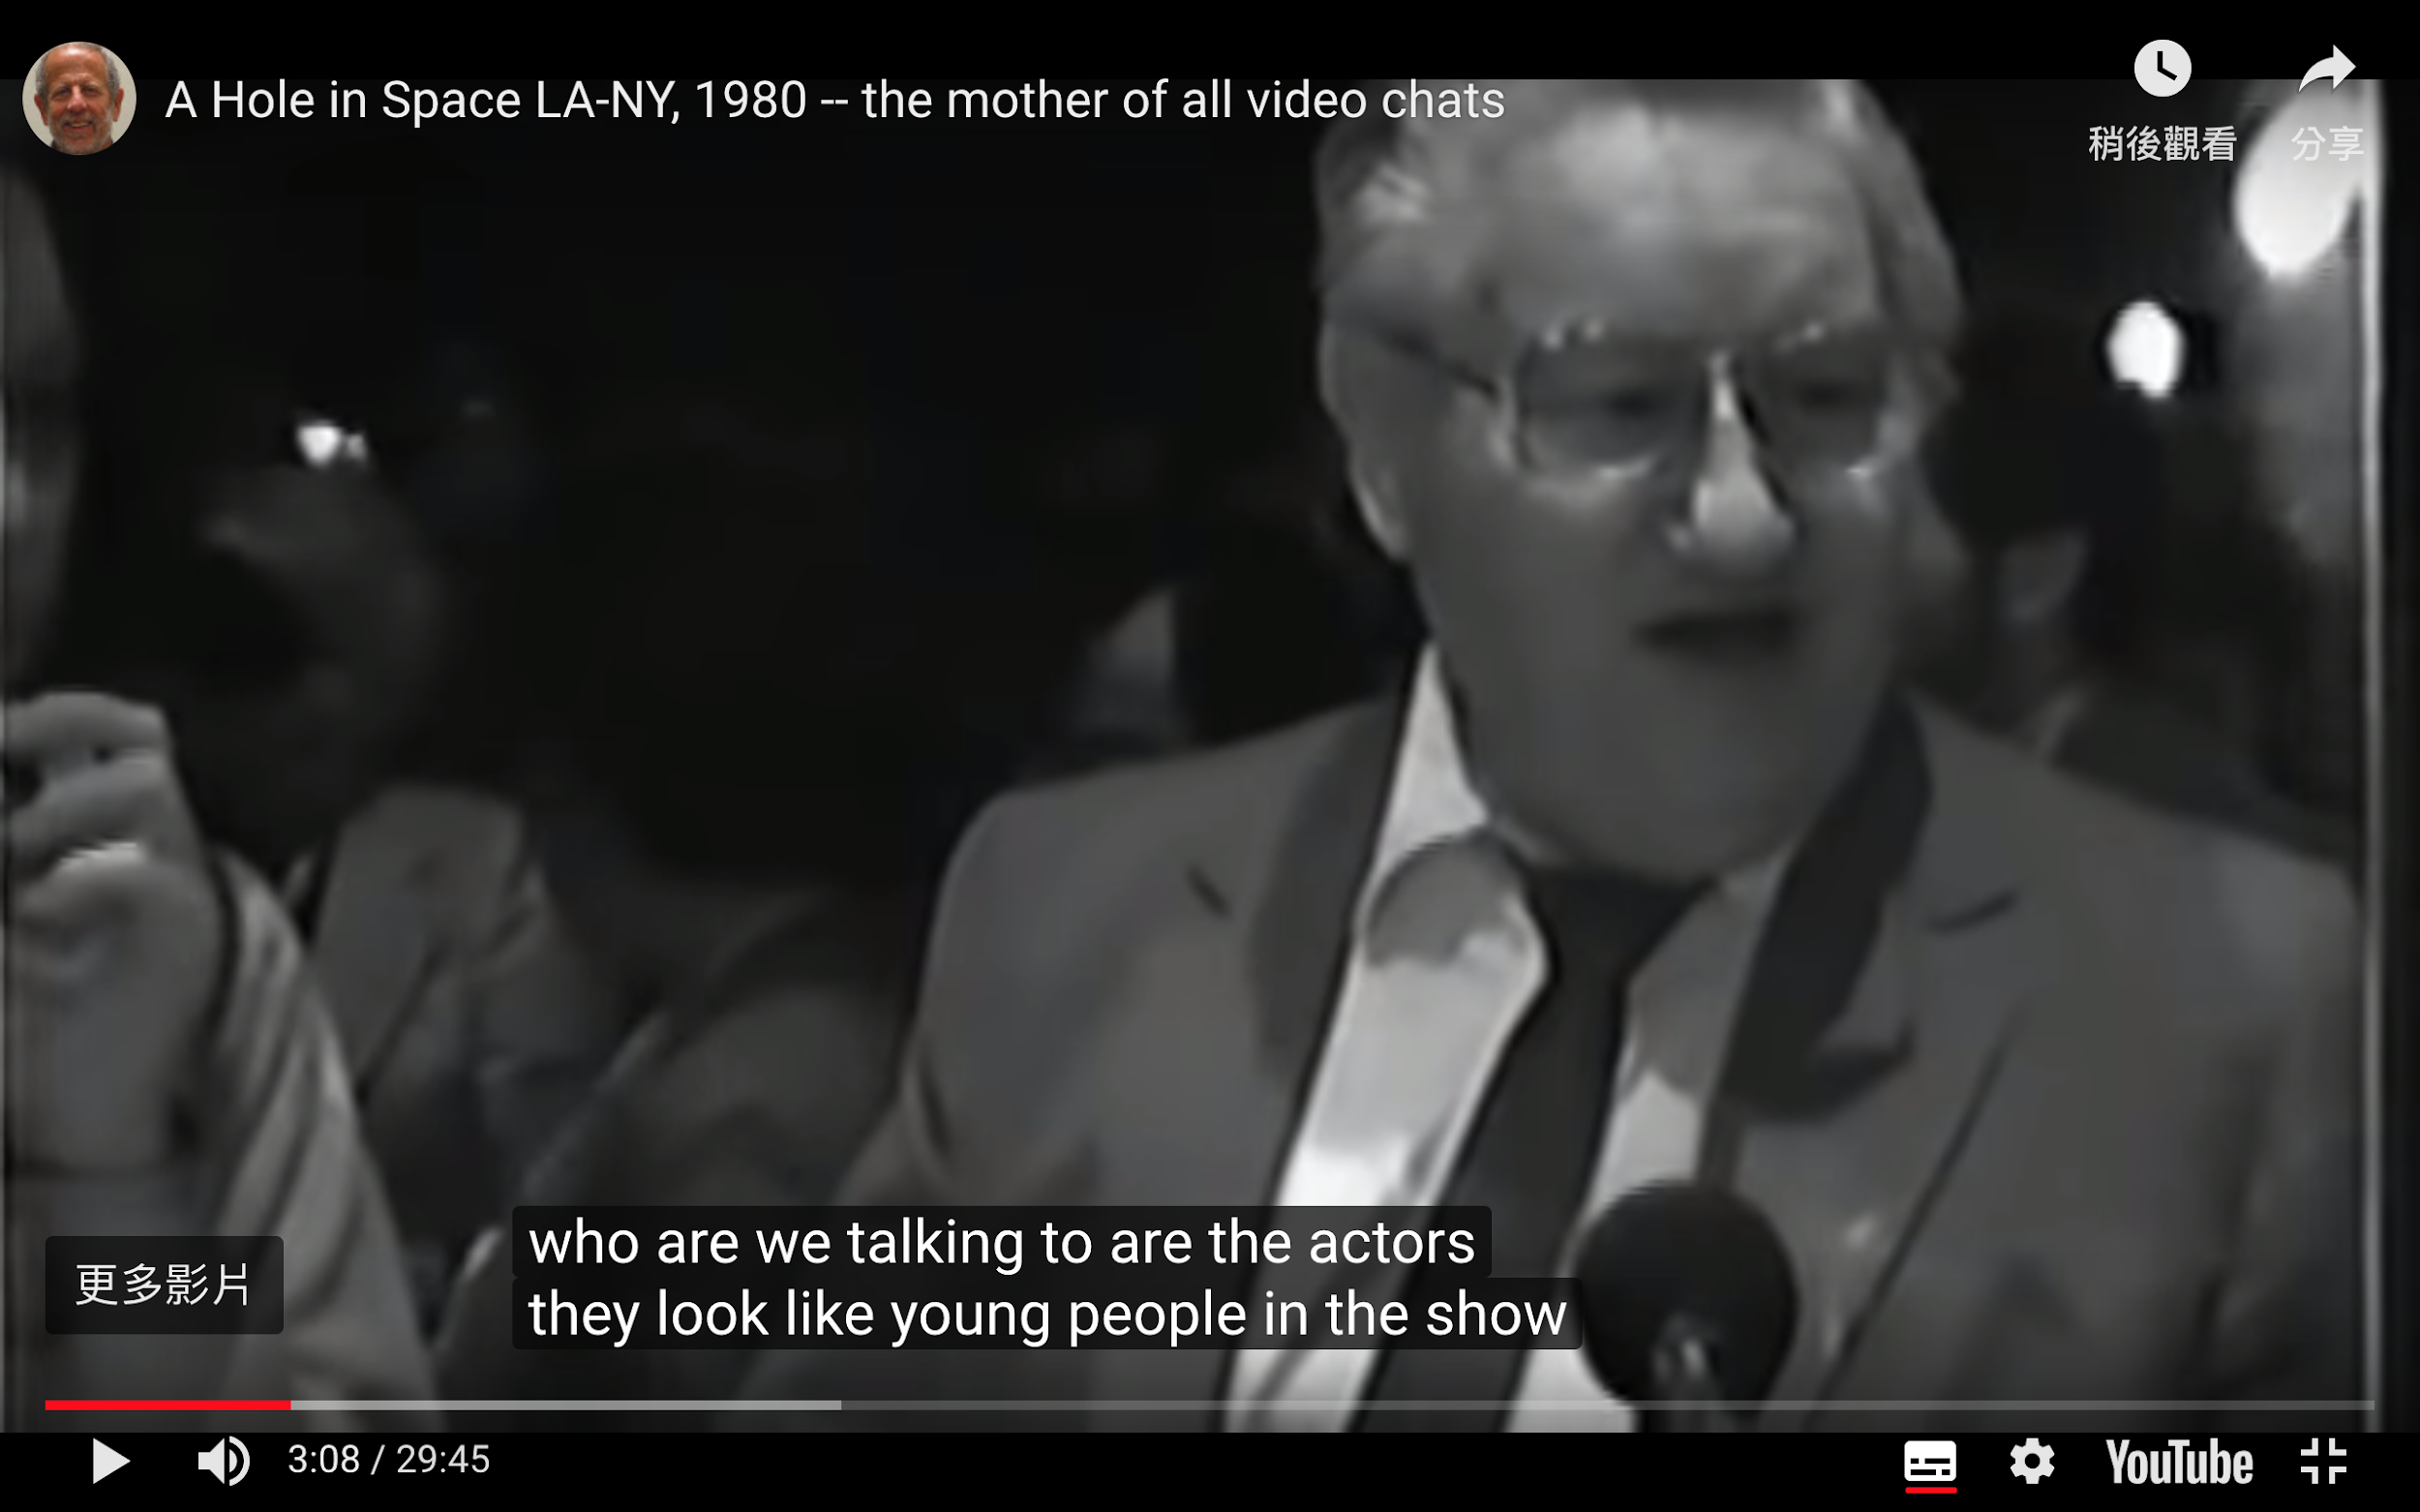 A Hole in Space LA-NY, 1980 -- the mother of all video chats
稍後觀看
分享
who are we talking to are the actors
they look like young people in the show
更多影片
3:08 / 29:45
YouTube